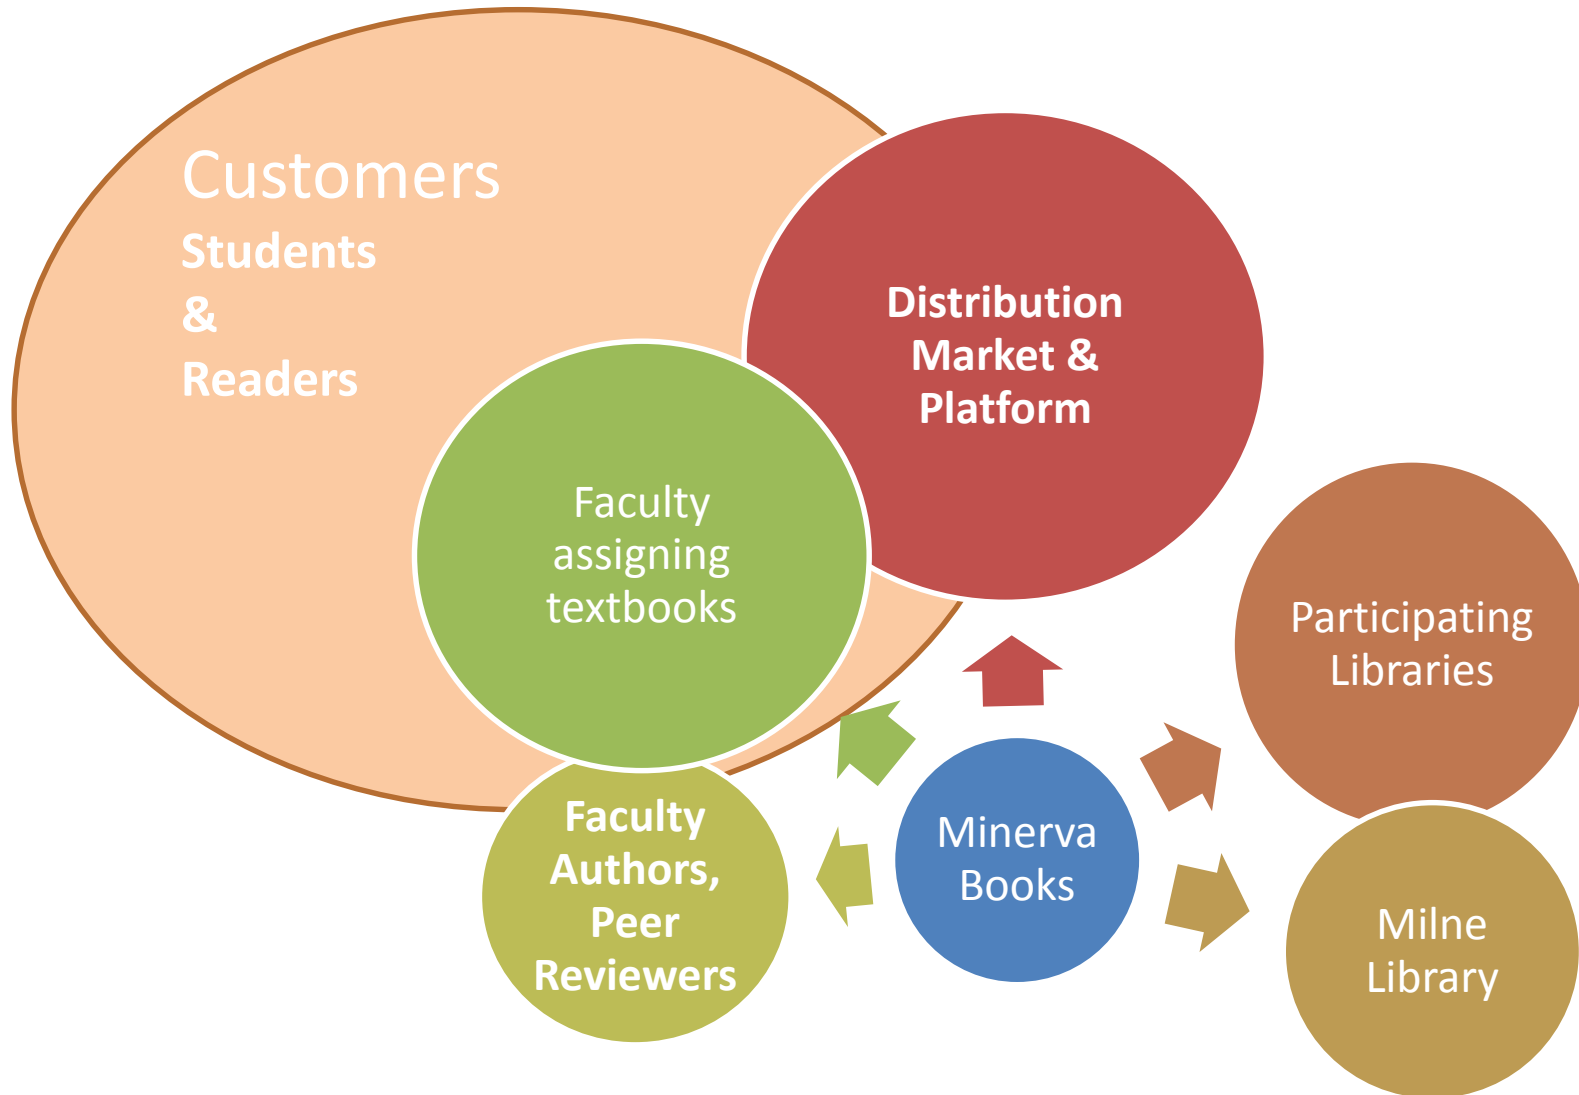 Customers
Students
&
Readers
Distribution
Market &
Platform
Faculty
assigning
textbooks
Participating
Libraries
Faculty
Authors,
Peer
Reviewers
Minerva
Books
Milne
Library